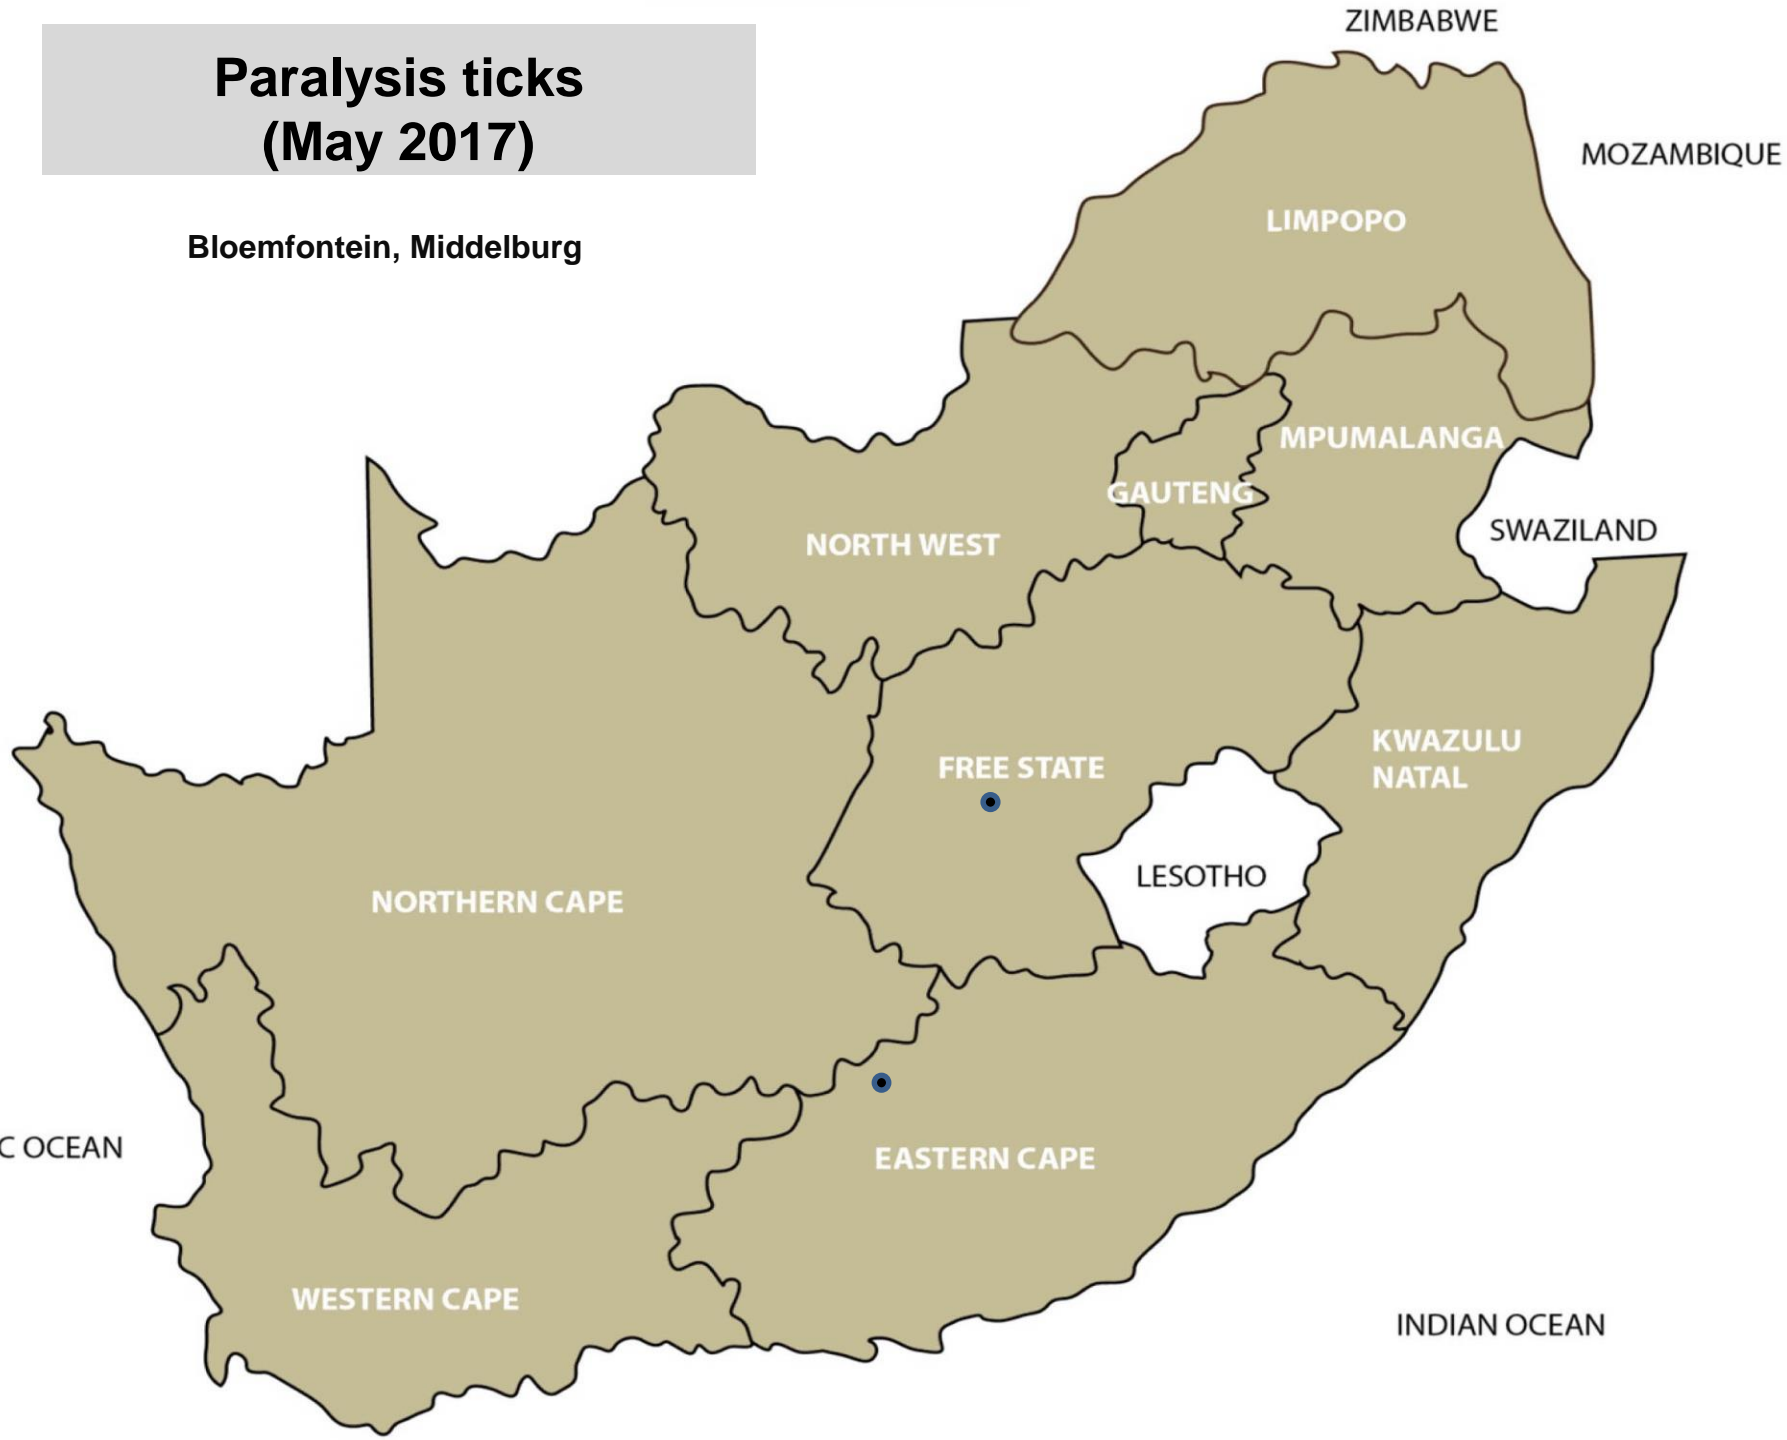 ZIMBABWE
Paralysis ticks
(May 2017)
MOZAMBIQUE
LIMPOPO
Bloemfontein, Middelburg
MPUMALANGA
GAUTENG
SWAZILAND
NORTH WEST
KWAZULU
NATAL
FREE STATE
LESOTHO
NORTHERN CAPE
C OCEAN
EASTERN CAPE
WESTERN CAPE
INDIAN OCEAN